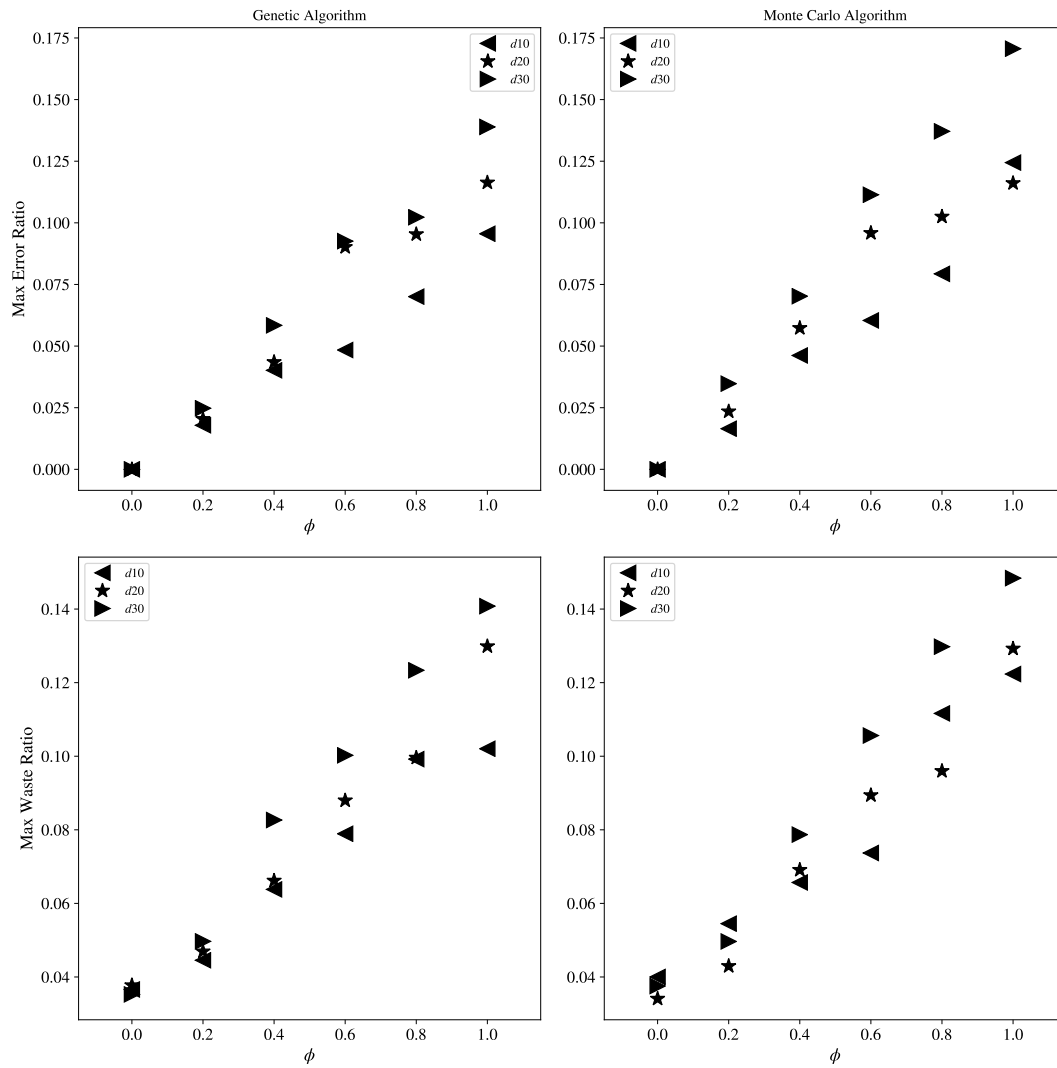 Genetic Algorithm
Max Error Ratio
0.175
0.150
0.125
0.100
0.075
0.050
0.025
0.000
d10
d20
d30
0.0 0.2 0.4 0.6 0.8 1.0
ϕ
Monte Carlo Algorithm
0.175
0.150
0.125
0.100
0.075
0.050
0.025
0.000
d10
d20
d30
0.0 0.2 0.4 0.6 0.8 1.0
ϕ
Max Waste Ratio
0.14
0.12
0.10
0.08
0.06
0.04
d10
d20
d30
0.0 0.2 0.4 0.6 0.8 1.0
ϕ
0.14
0.12
0.10
0.08
0.06
0.04
d10
d20
d30
0.0 0.2 0.4 0.6 0.8 1.0
ϕ